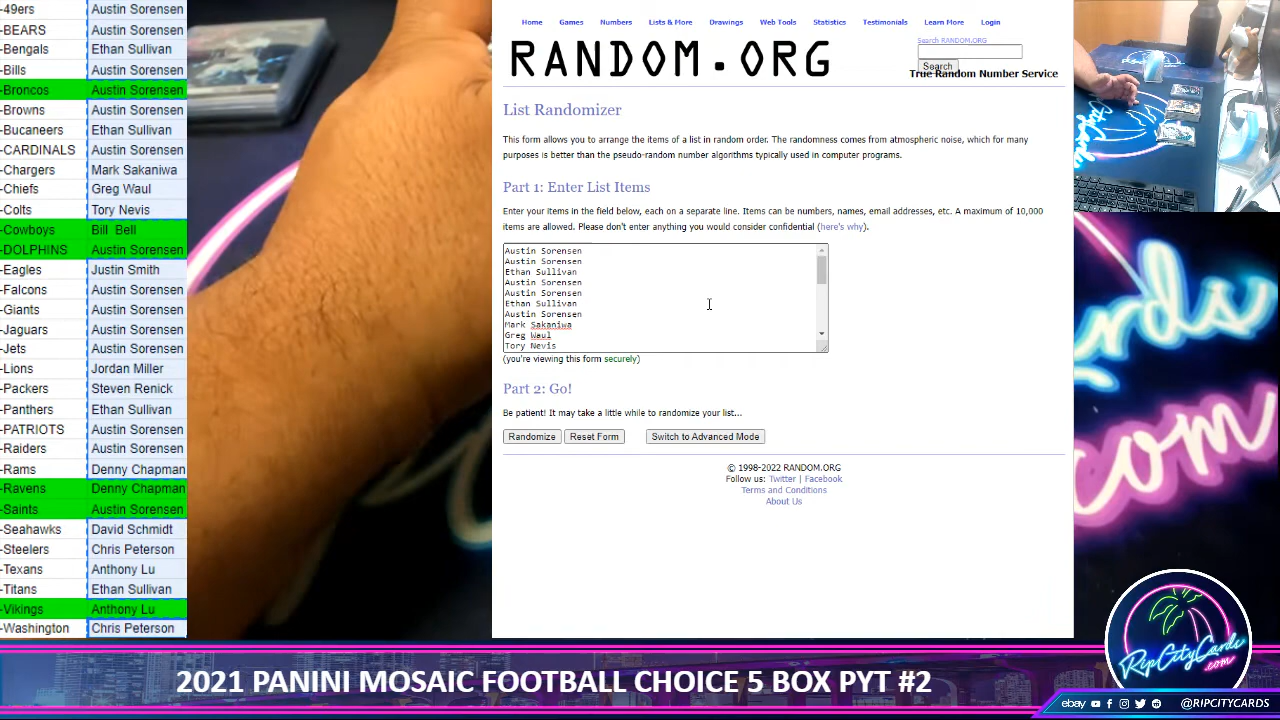 -49ers Austin Sorensen
-BEARS Austin Sorensen
-Bengals Ethan Sullivan
-Bills Austin Sorensen
-Broncos Austin Sorensen
-Browns Austin Sorensen
-Bucaneers Ethan Sullivan
-CARDINALS Austin Sorensen
-Chargers Mark Sakaniwa
-Chiefs Greg Waul
-Colts Tory Nevis
-Cowboys Bill Bell
-DOLPHINS Austin Sorensen
-Eagles Justin Smith
-Falcons Austin Sorensen
-Giants Austin Sorensen
-Jaguars Austin Sorensen
-Jets Austin Sorensen
-Lions Jordan Miller
-Packers Steven Renick
-Panthers Ethan Sullivan
-PATRIOTS Austin Sorensen
-Raiders Austin Sorensen
-Rams Denny Chapman
-Ravens Denny Chapman
-Saints Austin Sorensen
-Seahawks David Schmidt
-Steelers Chris Peterson
-Texans Anthony Lu
-Titans Ethan Sullivan
-Vikings Anthony Lu
-Washington Chris Peterson
Home Games Numbers Lists & More Drawings Web Tools Statistics Testimonials Learn More Login
RANDOM.ORG
Search RANDOM.ORG
Search
True Random Number Service
List Randomizer
This form allows you to arrange the items of a list in random order. The randomness comes from atmospheric noise, which for many
purposes is better than the pseudo-random number algorithms typically used in computer programs.
Part 1: Enter List Items
Enter your items in the field below, each on a separate line. Items can be numbers, names, email addresses, etc. A maximum of 10,000
items are allowed. Please don't enter anything you would consider confidential (here's why).
Austin Sorensen
Austin Sorensen
Ethan Sullivan
Austin Sorensen
Austin Sorensen
Ethan Sullivan
Austin Sorensen
Mark Sakaniwa
Greg Waul
Tory Nevis
(you're viewing this form securely)
Part 2: Go!
Be patient! It may take a little while to randomize your list...
Randomize Reset Form Switch to Advanced Mode
© 1998-2022 RANDOM.ORG
Follow us: Twitter | Facebook
Terms and Conditions
About Us
com
RipCityCards
.com
2021 PANINI MOSAIC FOOTBALL CHOICE 5 BOX PYT #2
ebay @RIPCITYCARDS